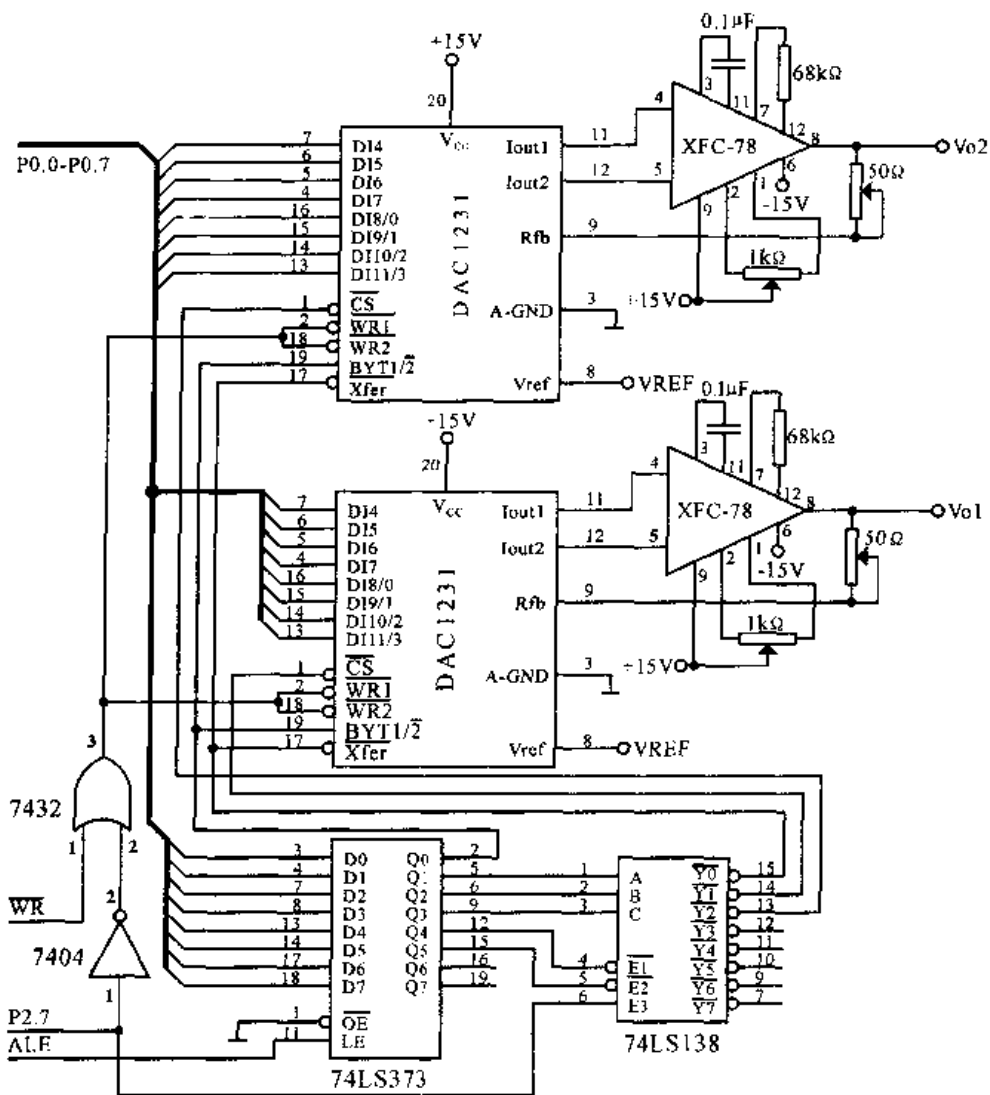 +15V
20
P0.0-P0.7
7 DI4
6 DI5
5 DI6
4 DI7
16 DI8/0
15 DI9/1
14 DI10/2
13 DI11/3
1 CS
2 WR1
18 WR2
19 BYT1/2
17 Xfer
Vcc
DAC1231
Iout1 11
Iout2 12
Rfb 9
A-GND 3
Vref 8
VREF
0.1μF
68kΩ
3
11
7
12
4
5
XFC-78
8
6
1
2
9
-15V
50Ω
Vo2
1kΩ
+15V
-15V
20
7 DI4
6 DI5
5 DI6
4 DI7
16 DI8/0
15 DI9/1
14 DI10/2
13 DI11/3
1 CS
2 WR1
18 WR2
19 BYT1/2
17 Xfer
Vcc
DAC1231
Iout1 11
Iout2 12
Rfb 9
A-GND 3
Vref 8
VREF
0.1μF
68kΩ
3
11
7
12
4
5
XFC-78
8
6
1
2
9
-15V
50Ω
Vo1
1kΩ
+15V
3
7432
1
2
WR
2
7404
1
P2.7
ALE
3 D0 Q0 2
4 D1 Q1 5
7 D2 Q2 6
8 D3 Q3 9
13 D4 Q4 12
14 D5 Q5 15
17 D6 Q6 16
18 D7 Q7 19
1 OE
11 LE
74LS373
1 A
2 B
3 C
4 E1
5 E2
6 E3
Y0 15
Y1 14
Y2 13
Y3 12
Y4 11
Y5 10
Y6 9
Y7 7
74LS138